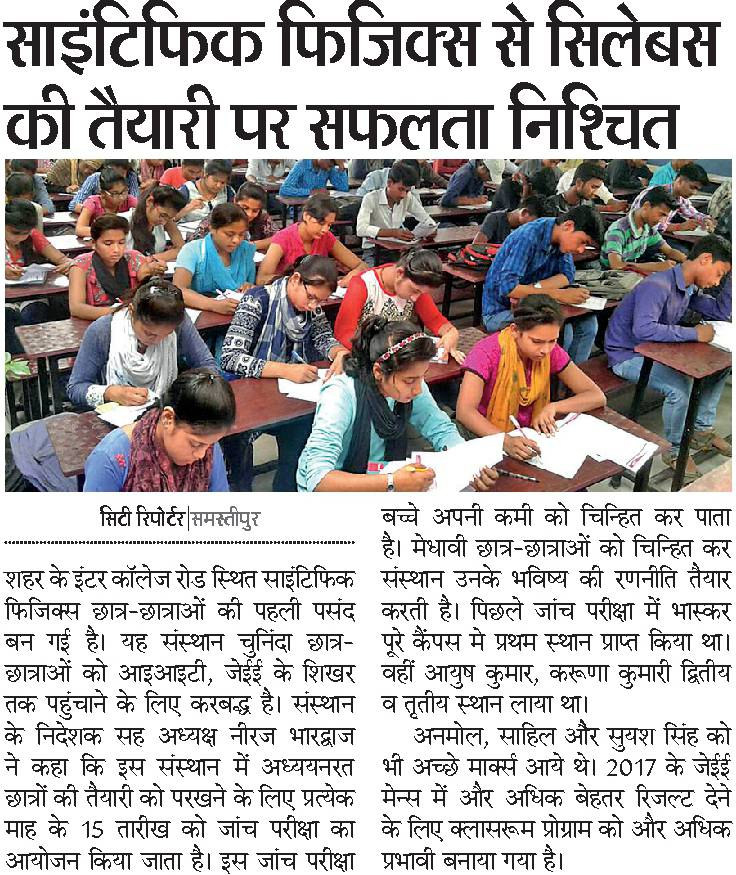 साइंटिफिक फिजिक्स से सिलेबस
की तैयारी पर सफलता निश्चित
सिटी रिपोर्टर|समस्तीपुर
शहर के इंटर कॉलेज रोड स्थित साइंटिफिक
फिजिक्स छात्र-छात्राओं की पहली पसंद
बन गई है। यह संस्थान चुनिंदा छात्र-
छात्राओं को आइआइटी, जेईई के शिखर
तक पहुंचाने के लिए करबद्ध है। संस्थान
के निदेशक सह अध्यक्ष नीरज भारद्वाज
ने कहा कि इस संस्थान में अध्ययनरत
छात्रों की तैयारी को परखने के लिए प्रत्येक
माह के 15 तारीख को जांच परीक्षा का
आयोजन किया जाता है। इस जांच परीक्षा
बच्चे अपनी कमी को चिन्हित कर पाता
है। मेधावी छात्र-छात्राओं को चिन्हित कर
संस्थान उनके भविष्य की रणनीति तैयार
करती है। पिछले जांच परीक्षा में भास्कर
पूरे कैंपस मे प्रथम स्थान प्राप्त किया था।
वहीं आयुष कुमार, करूणा कुमारी द्वितीय
व तृतीय स्थान लाया था।
अनमोल, साहिल और सुयश सिंह को
भी अच्छे मार्क्स आये थे। 2017 के जेईई
मेन्स में और अधिक बेहतर रिजल्ट देने
के लिए क्लासरूम प्रोग्राम को और अधिक
प्रभावी बनाया गया है।